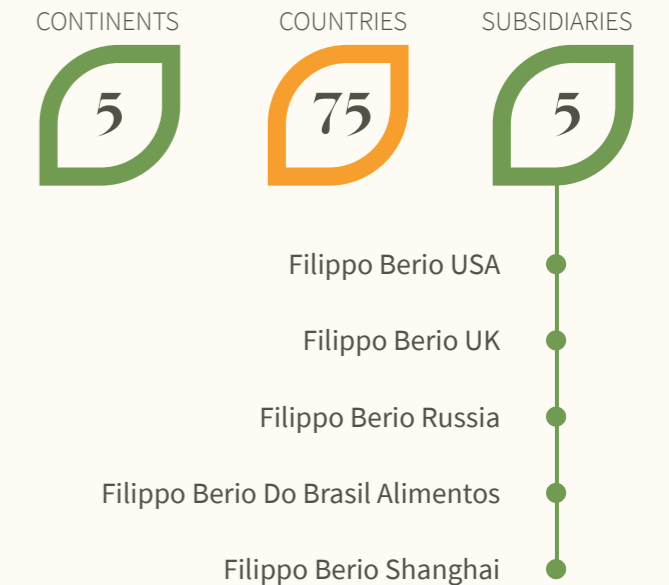 CONTINENTS COUNTRIES SUBSIDIARIES
5 75 5
Filippo Berio USA
Filippo Berio UK
Filippo Berio Russia
Filippo Berio Do Brasil Alimentos
Filippo Berio Shanghai